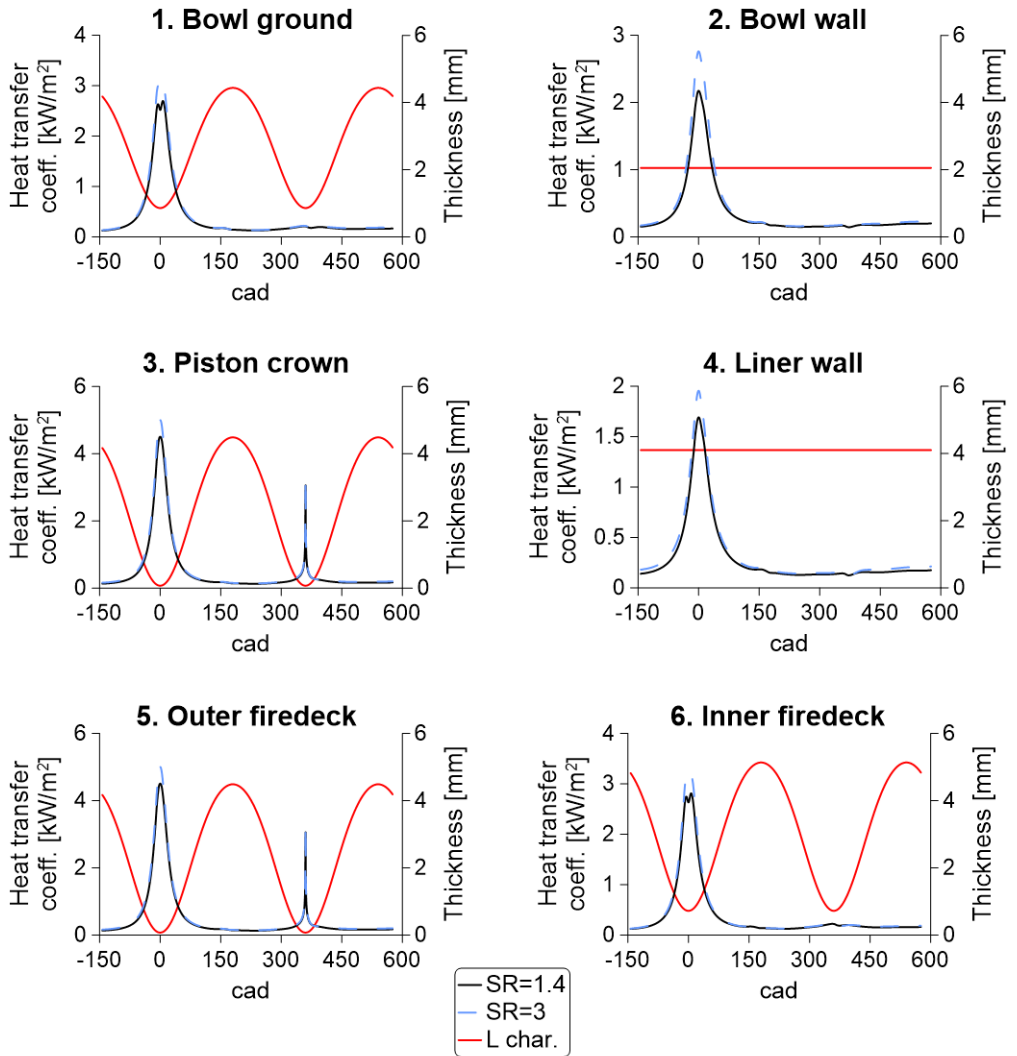 1. Bowl ground
Heat transfer
coeff. [kW/m²]
4
3
2
1
0
6
4
2
0
Thickness [mm]
-150 0 150 300 450 600
cad
2. Bowl wall
Heat transfer
coeff. [kW/m²]
3
2
1
0
6
4
2
0
Thickness [mm]
-150 0 150 300 450 600
cad
3. Piston crown
Heat transfer
coeff. [kW/m²]
6
4
2
0
6
4
2
0
Thickness [mm]
-150 0 150 300 450 600
cad
4. Liner wall
Heat transfer
coeff. [kW/m²]
2
1.5
1
0.5
0
6
4
2
0
Thickness [mm]
-150 0 150 300 450 600
cad
5. Outer firedeck
Heat transfer
coeff. [kW/m²]
6
4
2
0
6
4
2
0
Thickness [mm]
-150 0 150 300 450 600
cad
6. Inner firedeck
Heat transfer
coeff. [kW/m²]
4
3
2
1
0
6
4
2
0
Thickness [mm]
-150 0 150 300 450 600
cad
SR=1.4
SR=3
L char.